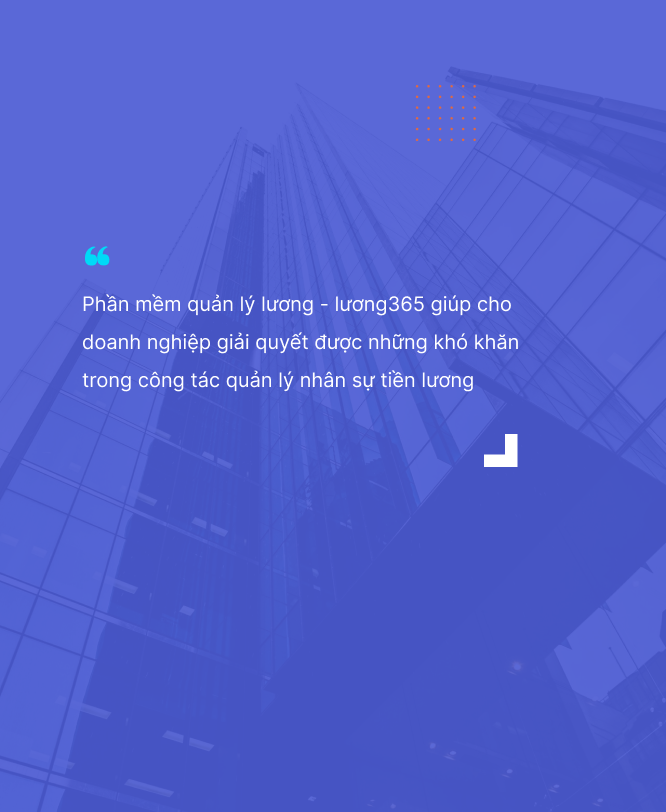 ❝
Phần mềm quản lý lương - lương365 giúp cho
doanh nghiệp giải quyết được những khó khăn
trong công tác quản lý nhân sự tiền lương